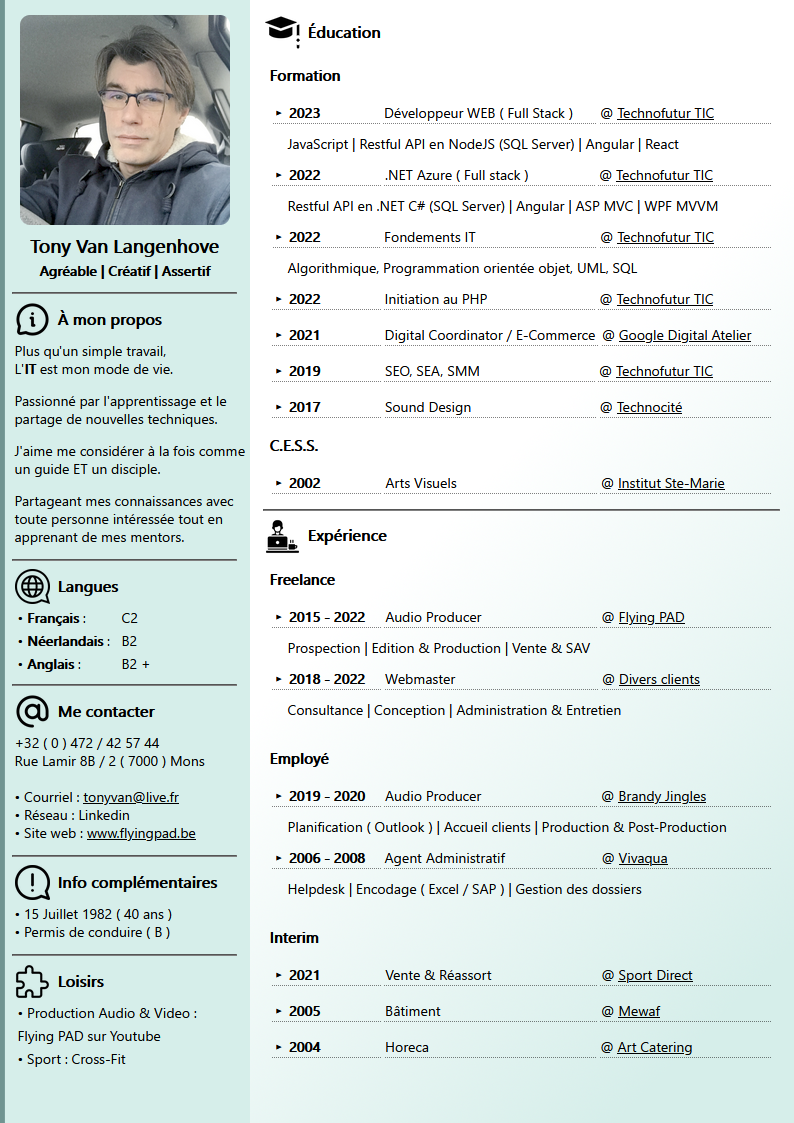 Tony Van Langenhove
Agréable | Créatif | Assertif
À mon propos
Plus qu'un simple travail,
L'IT est mon mode de vie.
Passionné par l'apprentissage et le
partage de nouvelles techniques.
J'aime me considérer à la fois comme
un guide ET un disciple.
Partageant mes connaissances avec
toute personne intéressée tout en
apprenant de mes mentors.
Langues
• Français : C2
• Néerlandais : B2
• Anglais : B2 +
Me contacter
+32 ( 0 ) 472 / 42 57 44
Rue Lamir 8B / 2 ( 7000 ) Mons
• Courriel : tonyvan@live.fr
• Réseau : Linkedin
• Site web : www.flyingpad.be
Info complémentaires
• 15 Juillet 1982 ( 40 ans )
• Permis de conduire ( B )
Loisirs
• Production Audio & Video :
Flying PAD sur Youtube
• Sport : Cross-Fit
Éducation
Formation
► 2023 Développeur WEB ( Full Stack ) @ Technofutur TIC
JavaScript | Restful API en NodeJS (SQL Server) | Angular | React
► 2022 .NET Azure ( Full stack ) @ Technofutur TIC
Restful API en .NET C# (SQL Server) | Angular | ASP MVC | WPF MVVM
► 2022 Fondements IT @ Technofutur TIC
Algorithmique, Programmation orientée objet, UML, SQL
► 2022 Initiation au PHP @ Technofutur TIC
► 2021 Digital Coordinator / E-Commerce @ Google Digital Atelier
► 2019 SEO, SEA, SMM @ Technofutur TIC
► 2017 Sound Design @ Technocité
C.E.S.S.
► 2002 Arts Visuels @ Institut Ste-Marie
Expérience
Freelance
► 2015 - 2022 Audio Producer @ Flying PAD
Prospection | Edition & Production | Vente & SAV
► 2018 - 2022 Webmaster @ Divers clients
Consultance | Conception | Administration & Entretien
Employé
► 2019 - 2020 Audio Producer @ Brandy Jingles
Planification ( Outlook ) | Accueil clients | Production & Post-Production
► 2006 - 2008 Agent Administratif @ Vivaqua
Helpdesk | Encodage ( Excel / SAP ) | Gestion des dossiers
Interim
► 2021 Vente & Réassort @ Sport Direct
► 2005 Bâtiment @ Mewaf
► 2004 Horeca @ Art Catering